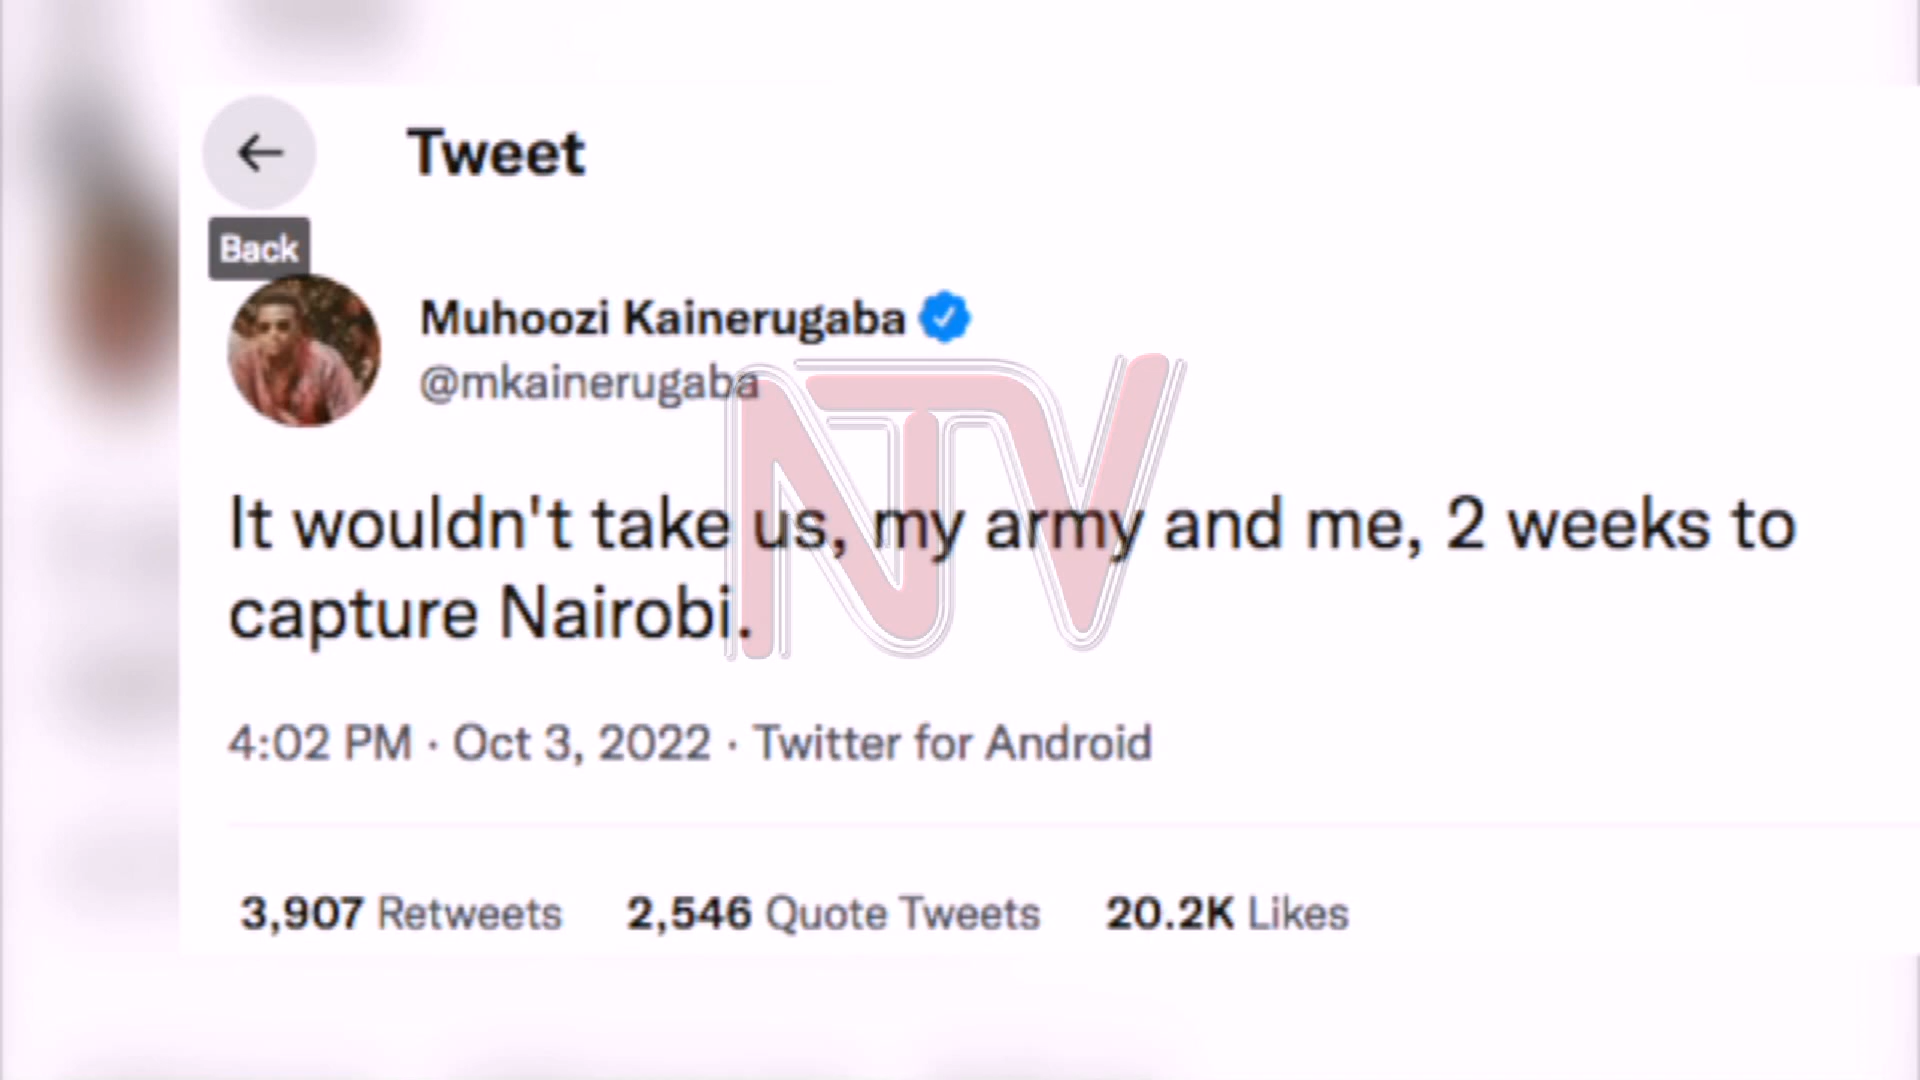 Tweet
Back
Muhoozi Kainerugaba
@mkainerugaba
NTV
It wouldn't take us, my army and me, 2 weeks to
capture Nairobi.
4:02 PM · Oct 3, 2022 · Twitter for Android
3,907 Retweets 2,546 Quote Tweets 20.2K Likes